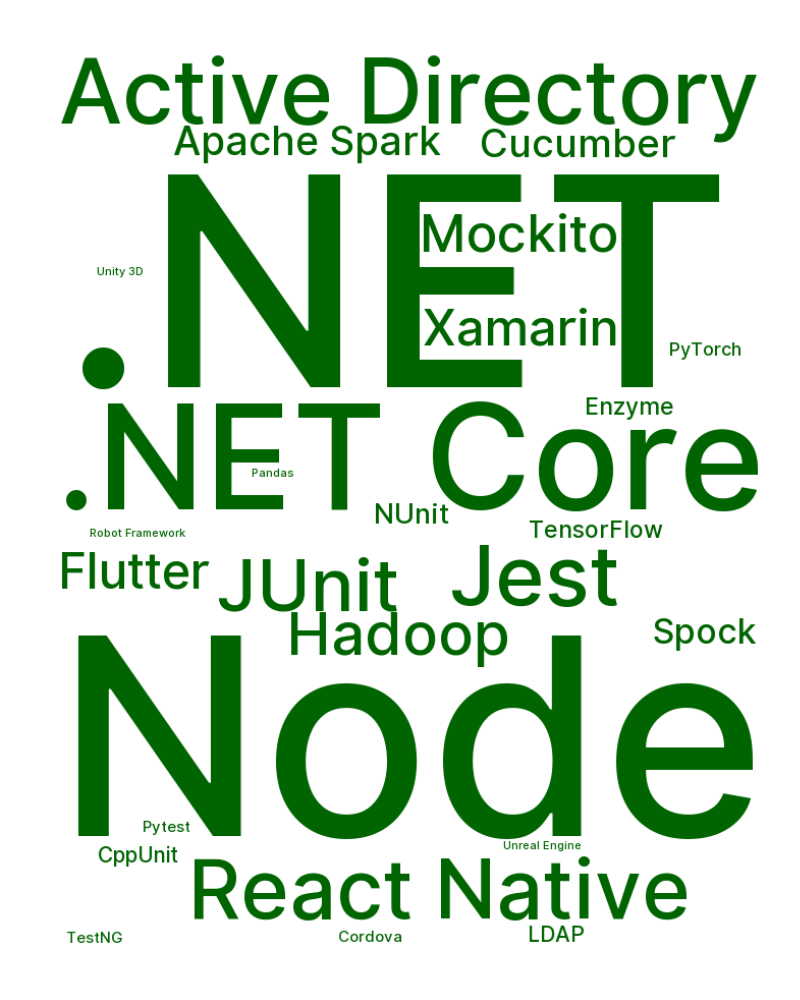 Active Directory
Apache Spark
Cucumber
.NET
Mockito
Unity 3D
Xamarin
PyTorch
.NET Core
Enzyme
Pandas
NUnit
TensorFlow
Robot Framework
Flutter
JUnit
Jest
Hadoop
Spock
Node
Pytest
Unreal Engine
CppUnit
React Native
TestNG
Cordova
LDAP